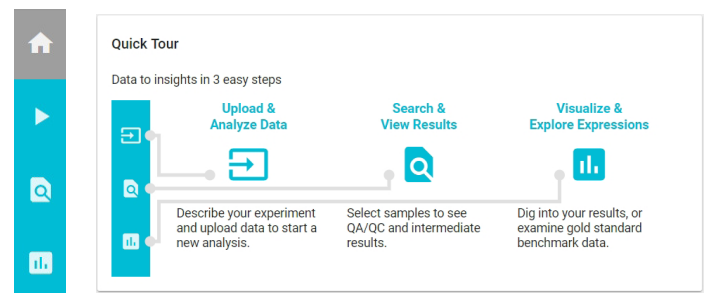 Quick Tour
Data to insights in 3 easy steps
Upload &
Analyze Data
Search &
View Results
Visualize &
Explore Expressions
Describe your experiment
and upload data to start a
new analysis.
Select samples to see
QA/QC and intermediate
results.
Dig into your results, or
examine gold standard
benchmark data.